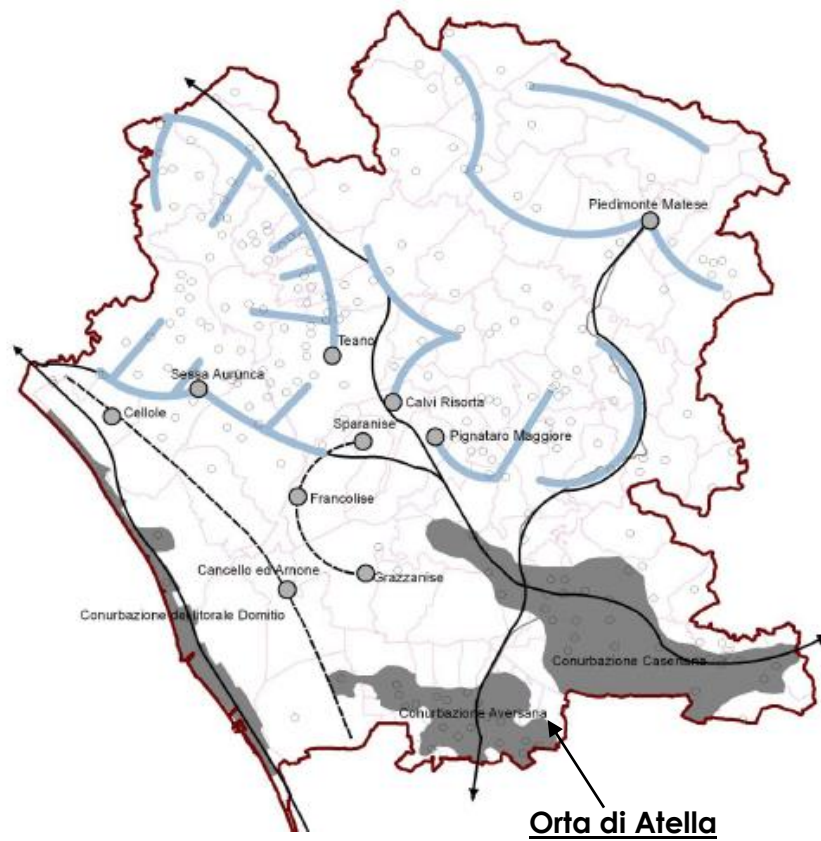 Piedimonte Matese
Teano
Sessa Aurunca
Calvi Risorta
Cellole
Sparanise
Pignataro Maggiore
Francolise
Cancello ed Arnone
Grazzanise
Conurbazione del litorale Domitio
Conurbazione Casertana
Conurbazione Aversana
Orta di Atella